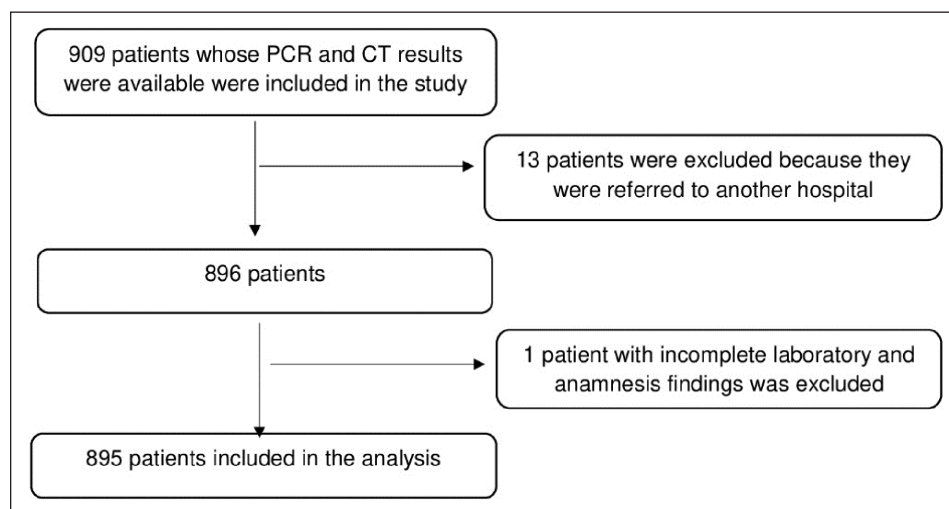 909 patients whose PCR and CT results
were available were included in the study
13 patients were excluded because they
were referred to another hospital
896 patients
1 patient with incomplete laboratory and
anamnesis findings was excluded
895 patients included in the analysis